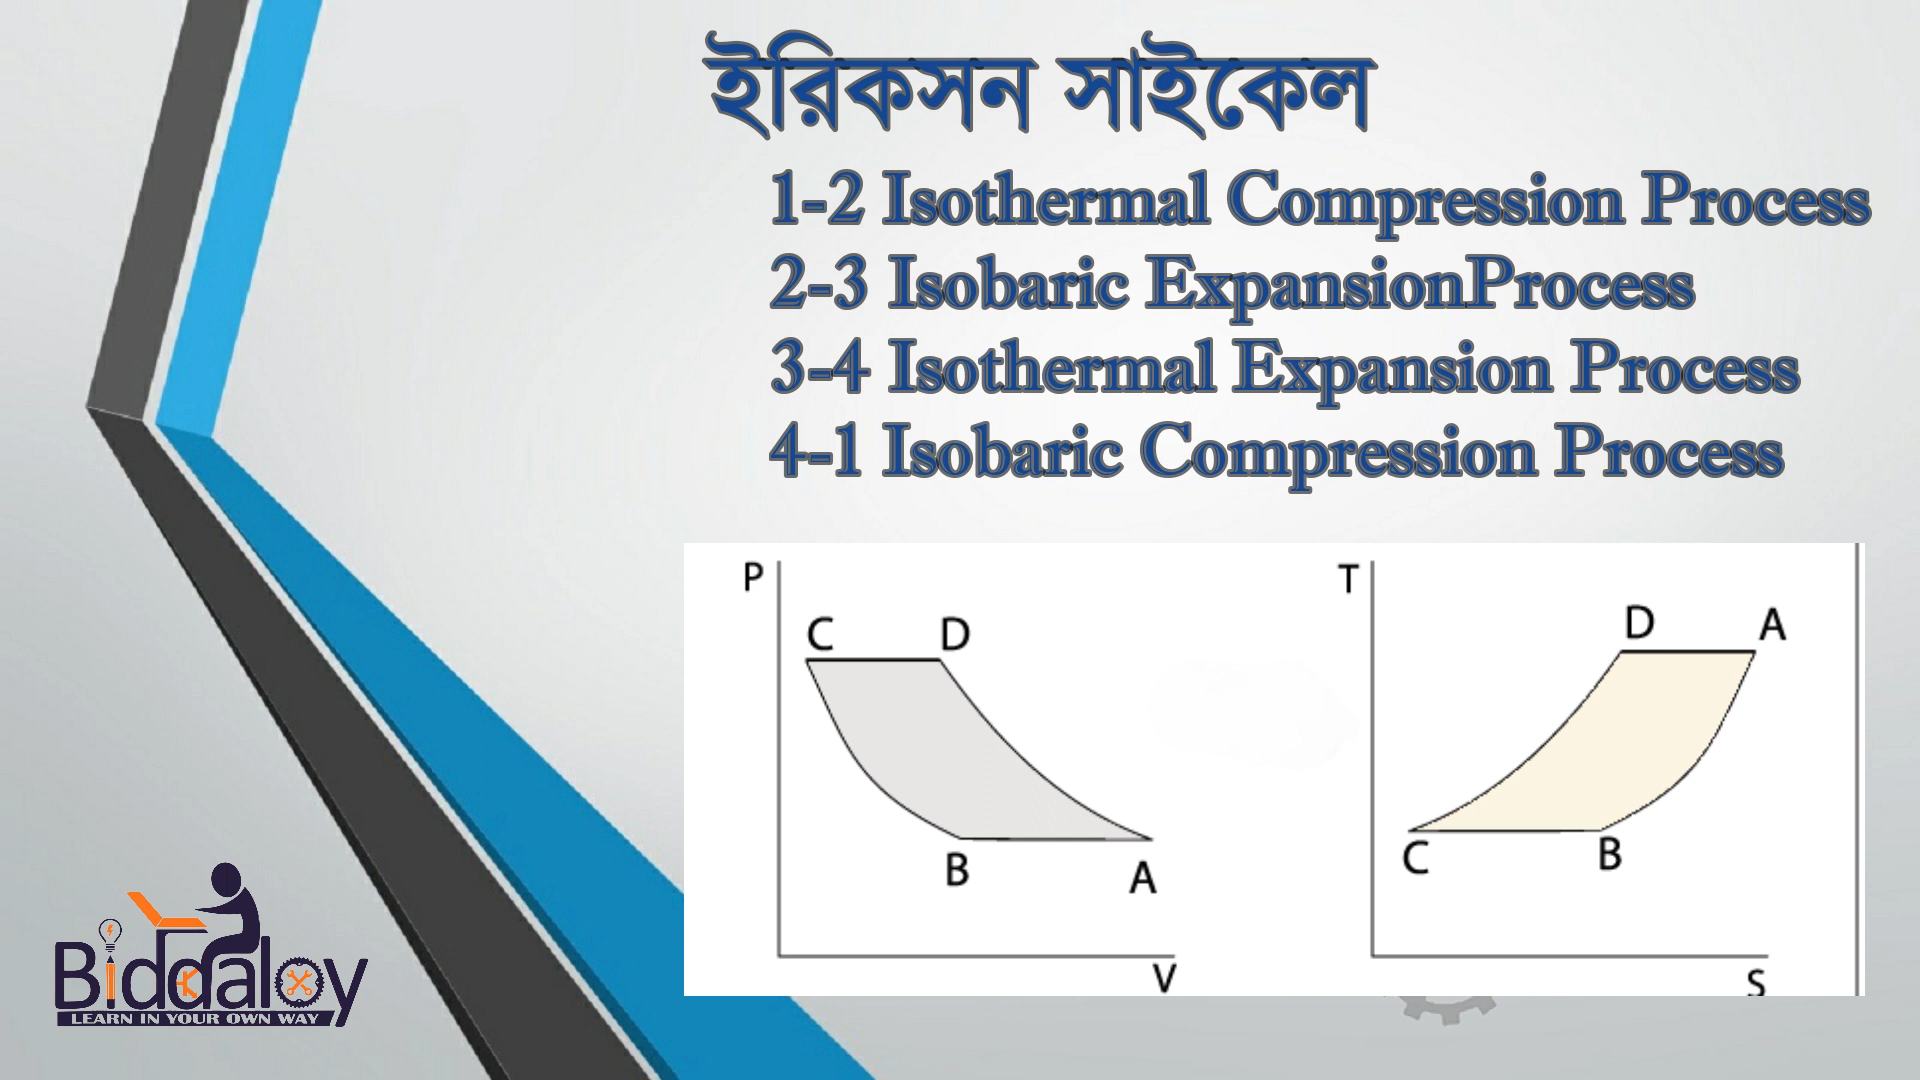 ইরিকসন সাইকেল
1-2 Isothermal Compression Process
2-3 Isobaric ExpansionProcess
3-4 Isothermal Expansion Process
4-1 Isobaric Compression Process
P
C D
B A
V
T
D A
C B
S
Biddaloy
LEARN IN YOUR OWN WAY